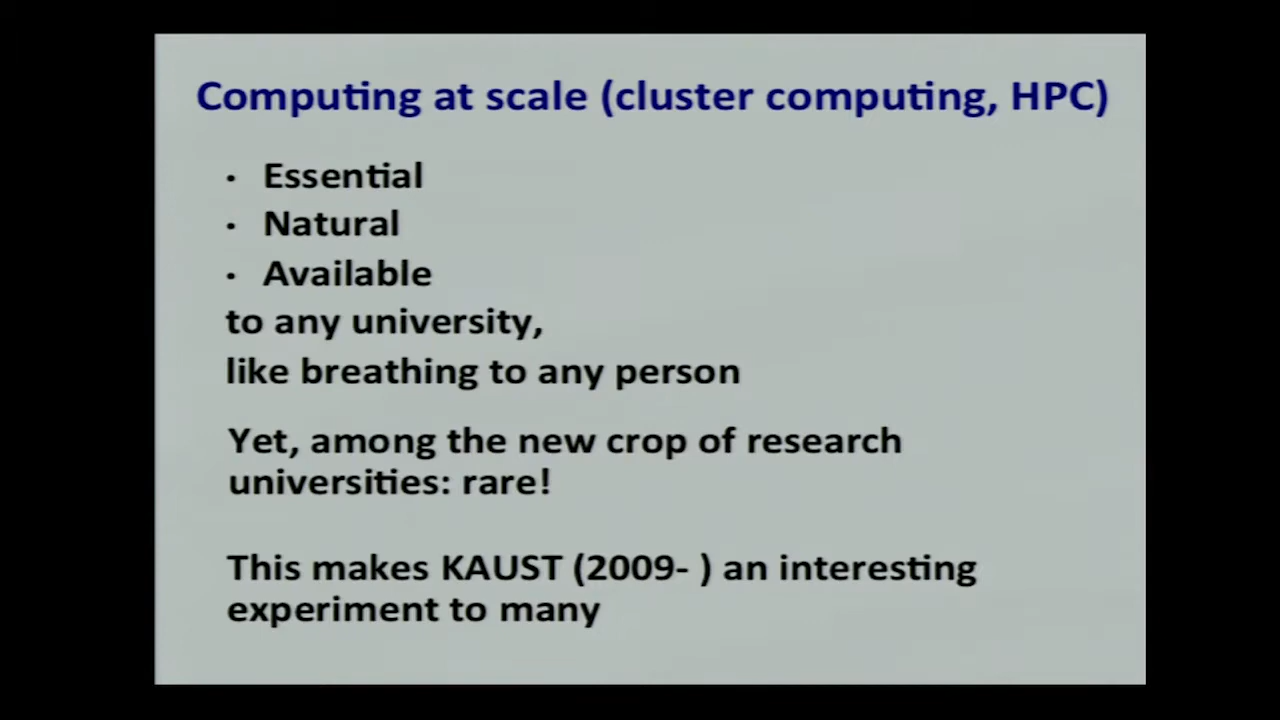 Computing at scale (cluster computing, HPC)
• Essential
• Natural
• Available
to any university,
like breathing to any person
Yet, among the new crop of research
universities: rare!
This makes KAUST (2009- ) an interesting
experiment to many